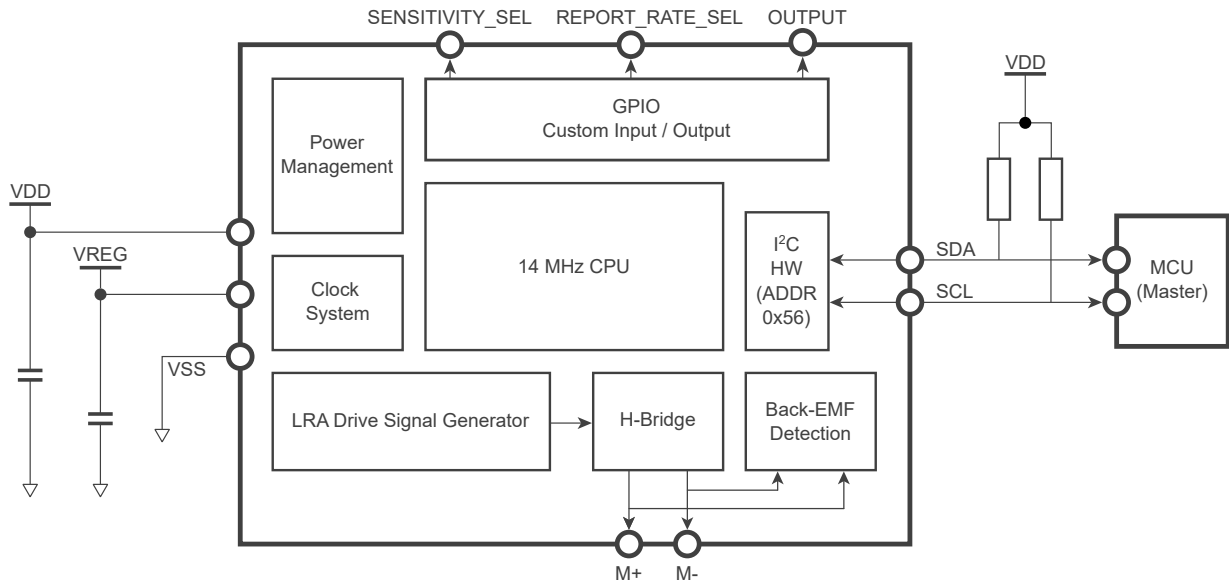 SENSITIVITY_SEL
REPORT_RATE_SEL
OUTPUT
VDD
GPIO
Custom Input / Output
Power
Management
VDD
VREG
14 MHz CPU
I²C
HW
(ADDR
0x56)
SDA
SCL
MCU
(Master)
Clock
System
VSS
LRA Drive Signal Generator
H-Bridge
Back-EMF
Detection
M+
M-